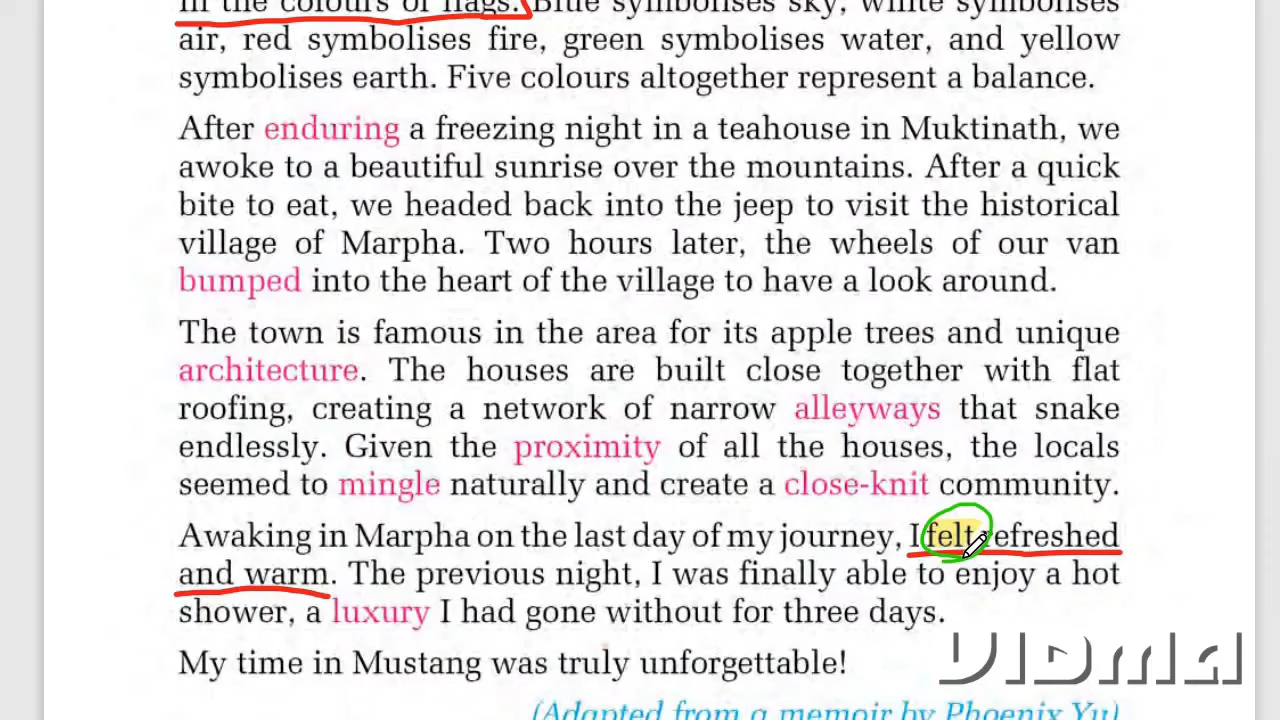 in the colours of flags. Blue symbolises sky, white symbolises
air, red symbolises fire, green symbolises water, and yellow
symbolises earth. Five colours altogether represent a balance.
After enduring a freezing night in a teahouse in Muktinath, we
awoke to a beautiful sunrise over the mountains. After a quick
bite to eat, we headed back into the jeep to visit the historical
village of Marpha. Two hours later, the wheels of our van
bumped into the heart of the village to have a look around.
The town is famous in the area for its apple trees and unique
architecture. The houses are built close together with flat
roofing, creating a network of narrow alleyways that snake
endlessly. Given the proximity of all the houses, the locals
seemed to mingle naturally and create a close-knit community.
Awaking in Marpha on the last day of my journey, I felt refreshed
and warm. The previous night, I was finally able to enjoy a hot
shower, a luxury I had gone without for three days.
My time in Mustang was truly unforgettable!
(Adapted from a memoir by Phoenix Yu)
VIDMA